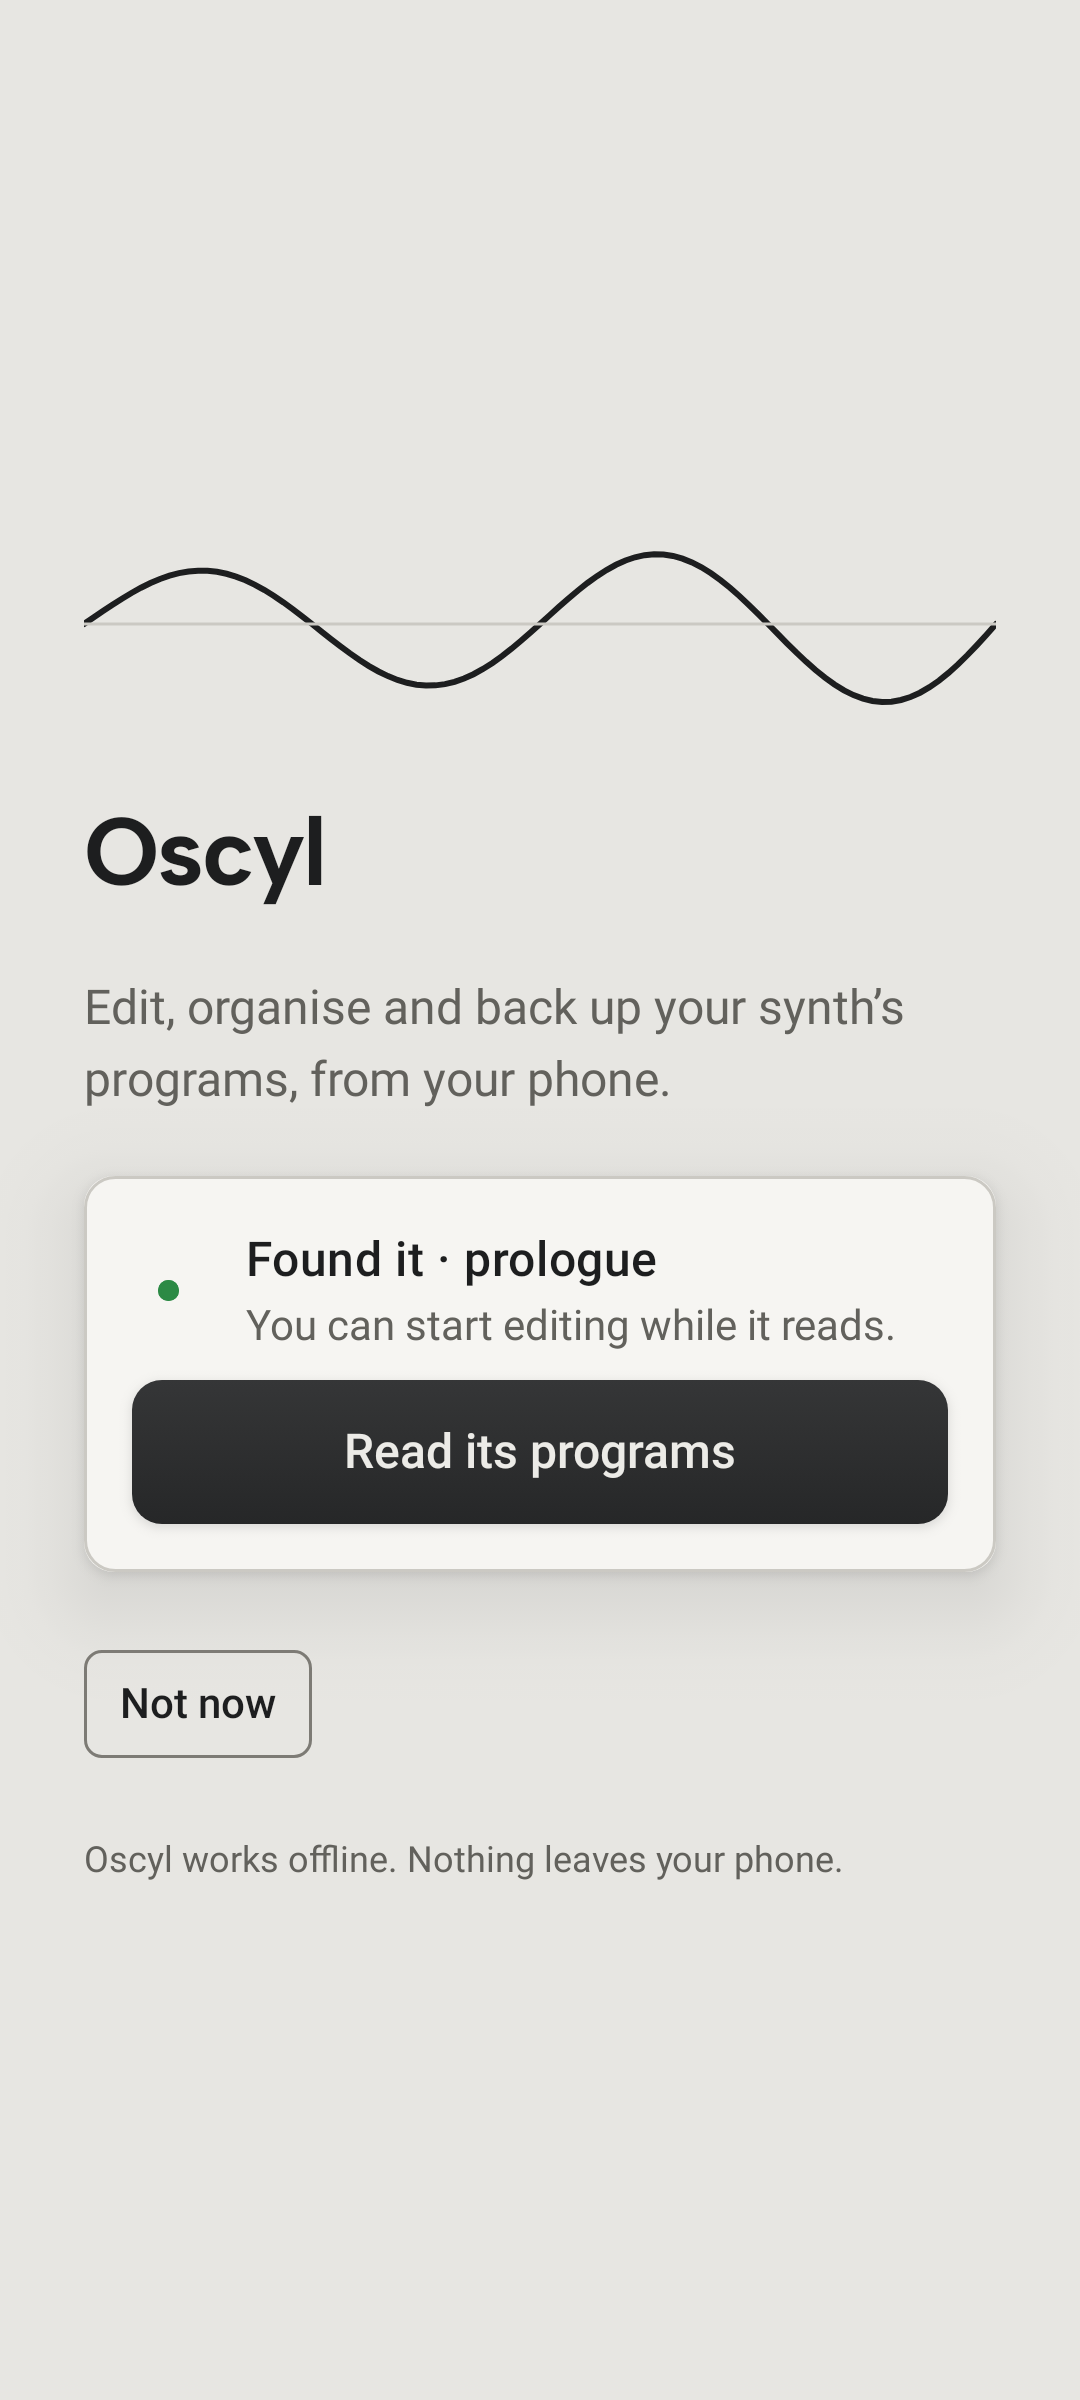 Oscyl
Edit, organise and back up your synth’s
programs, from your phone.
Found it · prologue
You can start editing while it reads.
Read its programs
Not now
Oscyl works offline. Nothing leaves your phone.